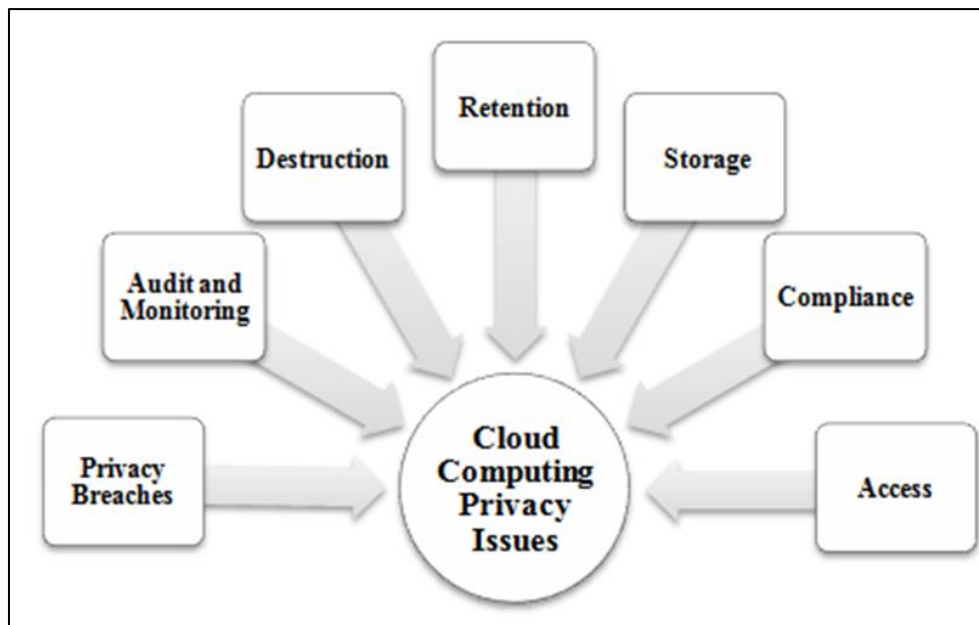 Retention
Destruction
Storage
Audit and
Monitoring
Compliance
Privacy
Breaches
Cloud
Computing
Privacy
Issues
Access